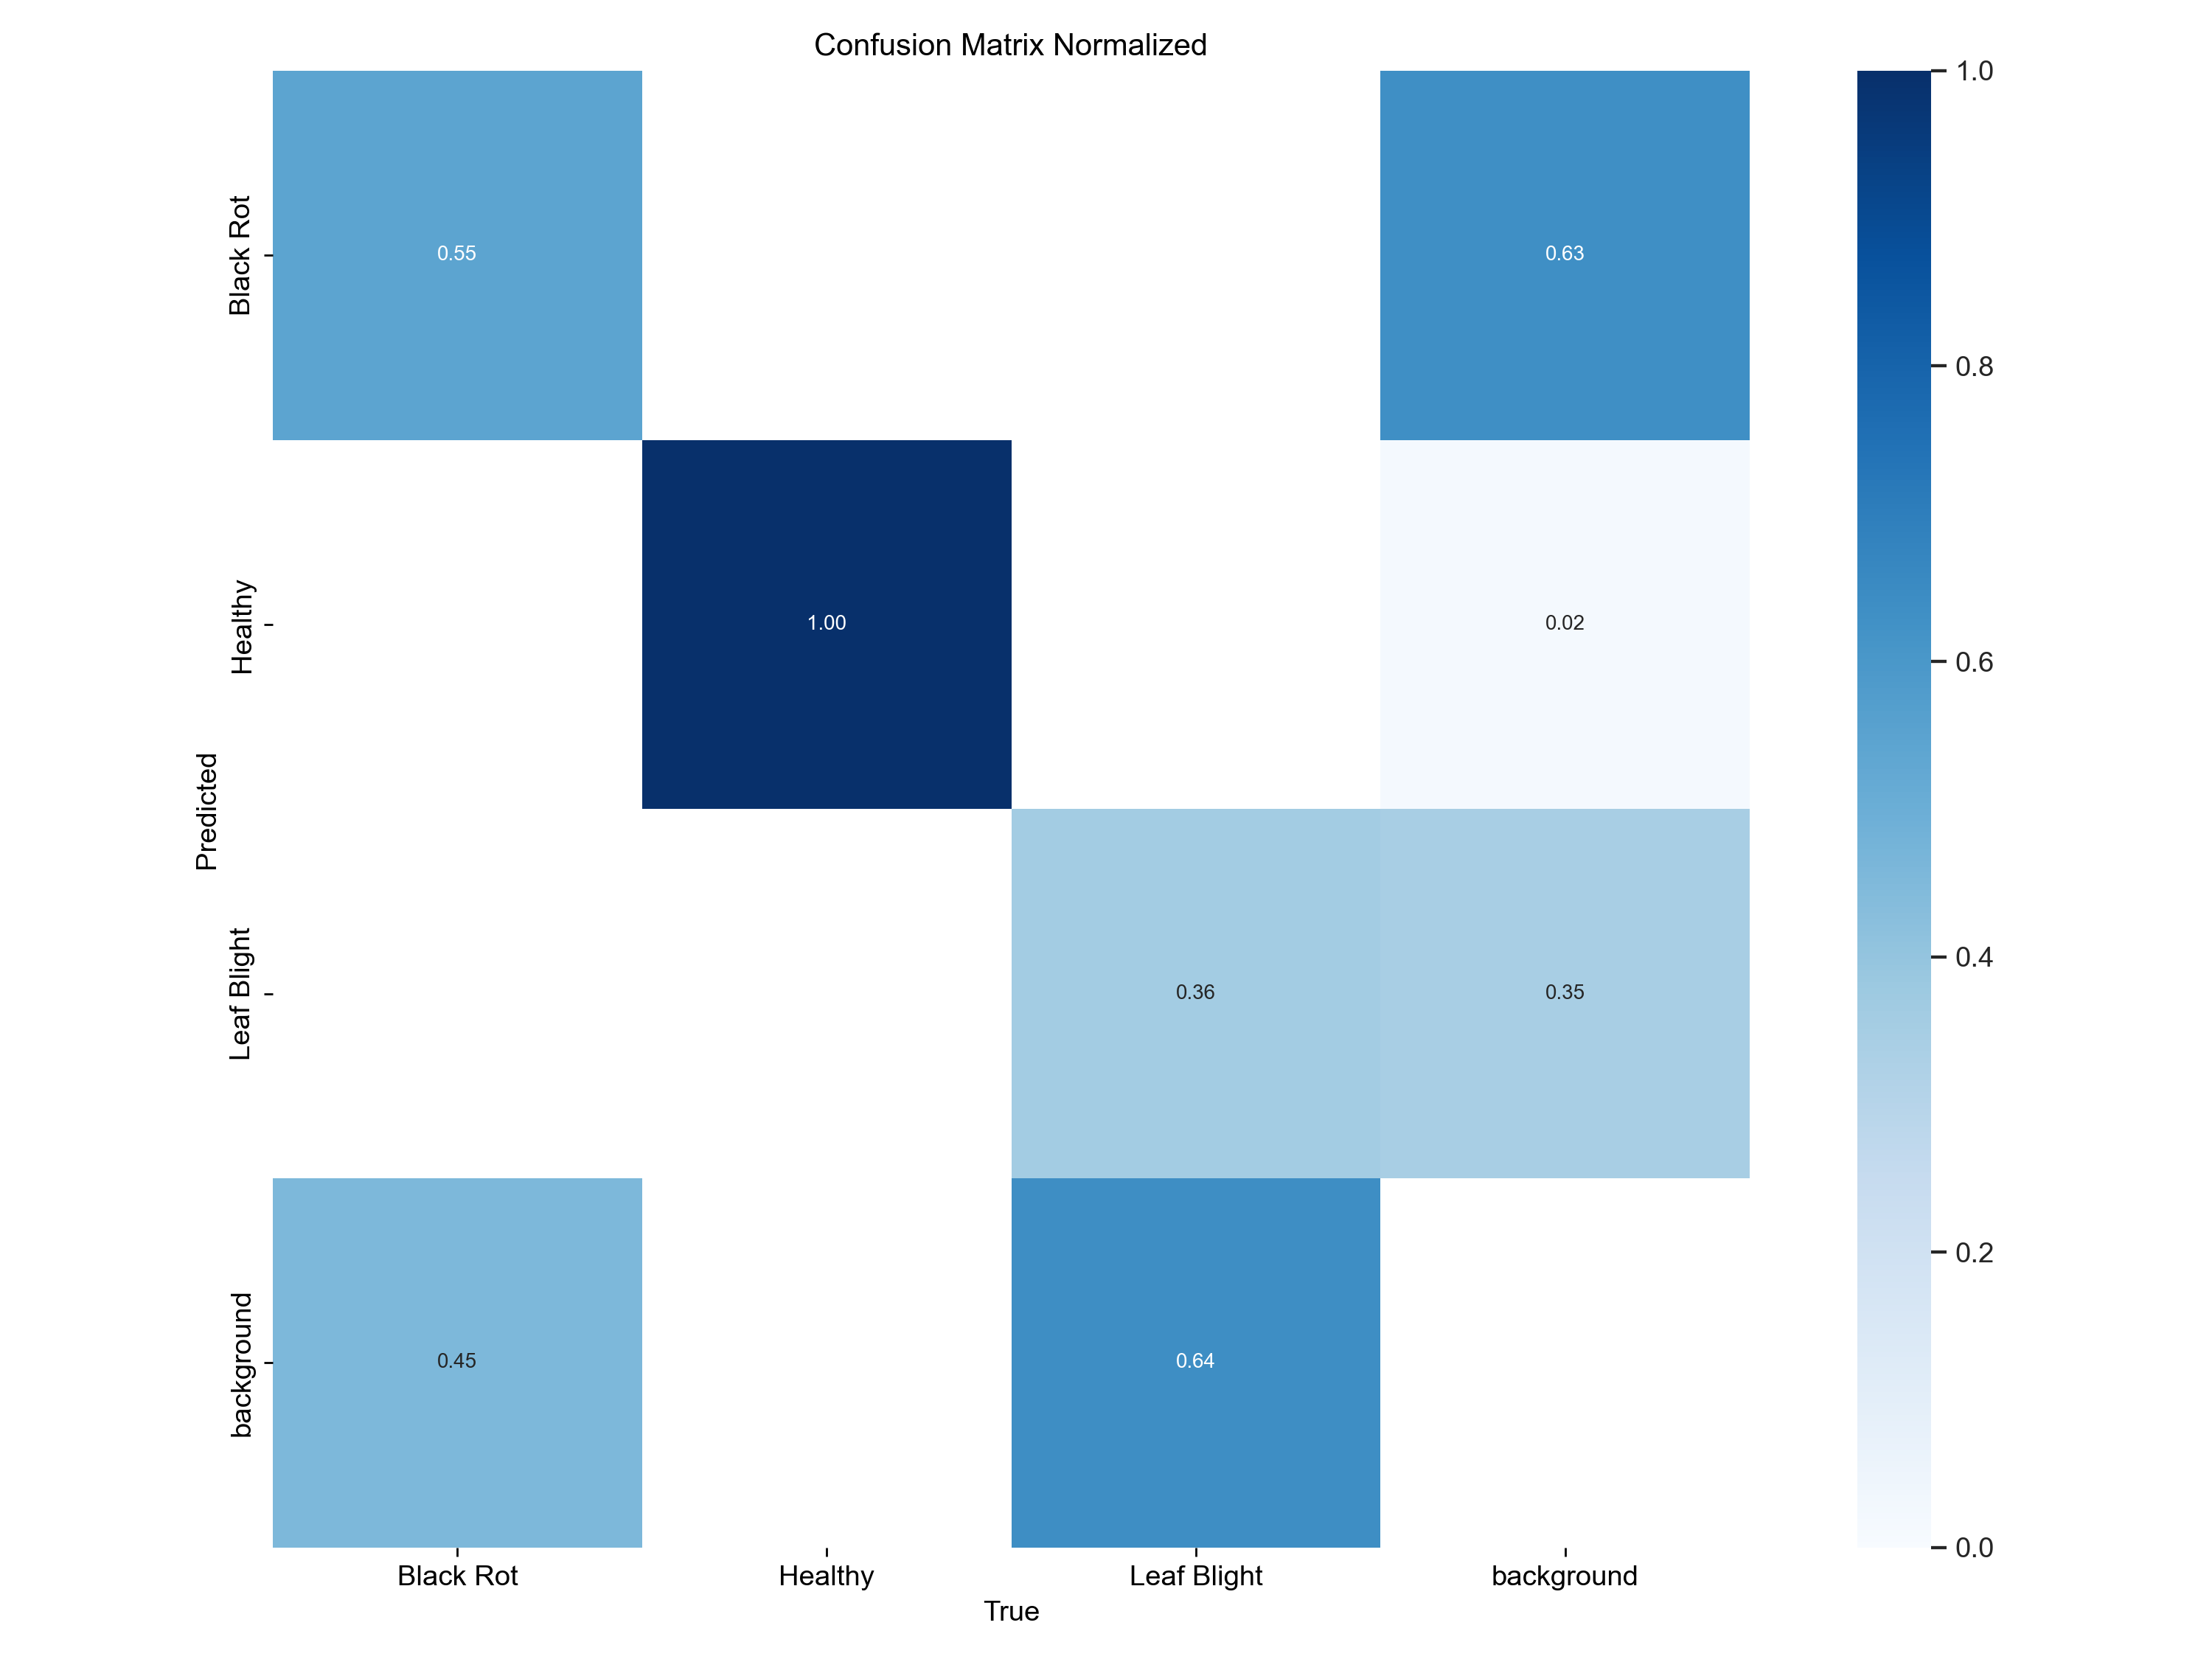 Confusion Matrix Normalized
1.0
Black Rot
0.55
0.63
0.8
Healthy
1.00
0.02
0.6
Predicted
Leaf Blight
0.36
0.35
0.4
0.2
background
0.45
0.64
0.0
Black Rot
Healthy
Leaf Blight
background
True